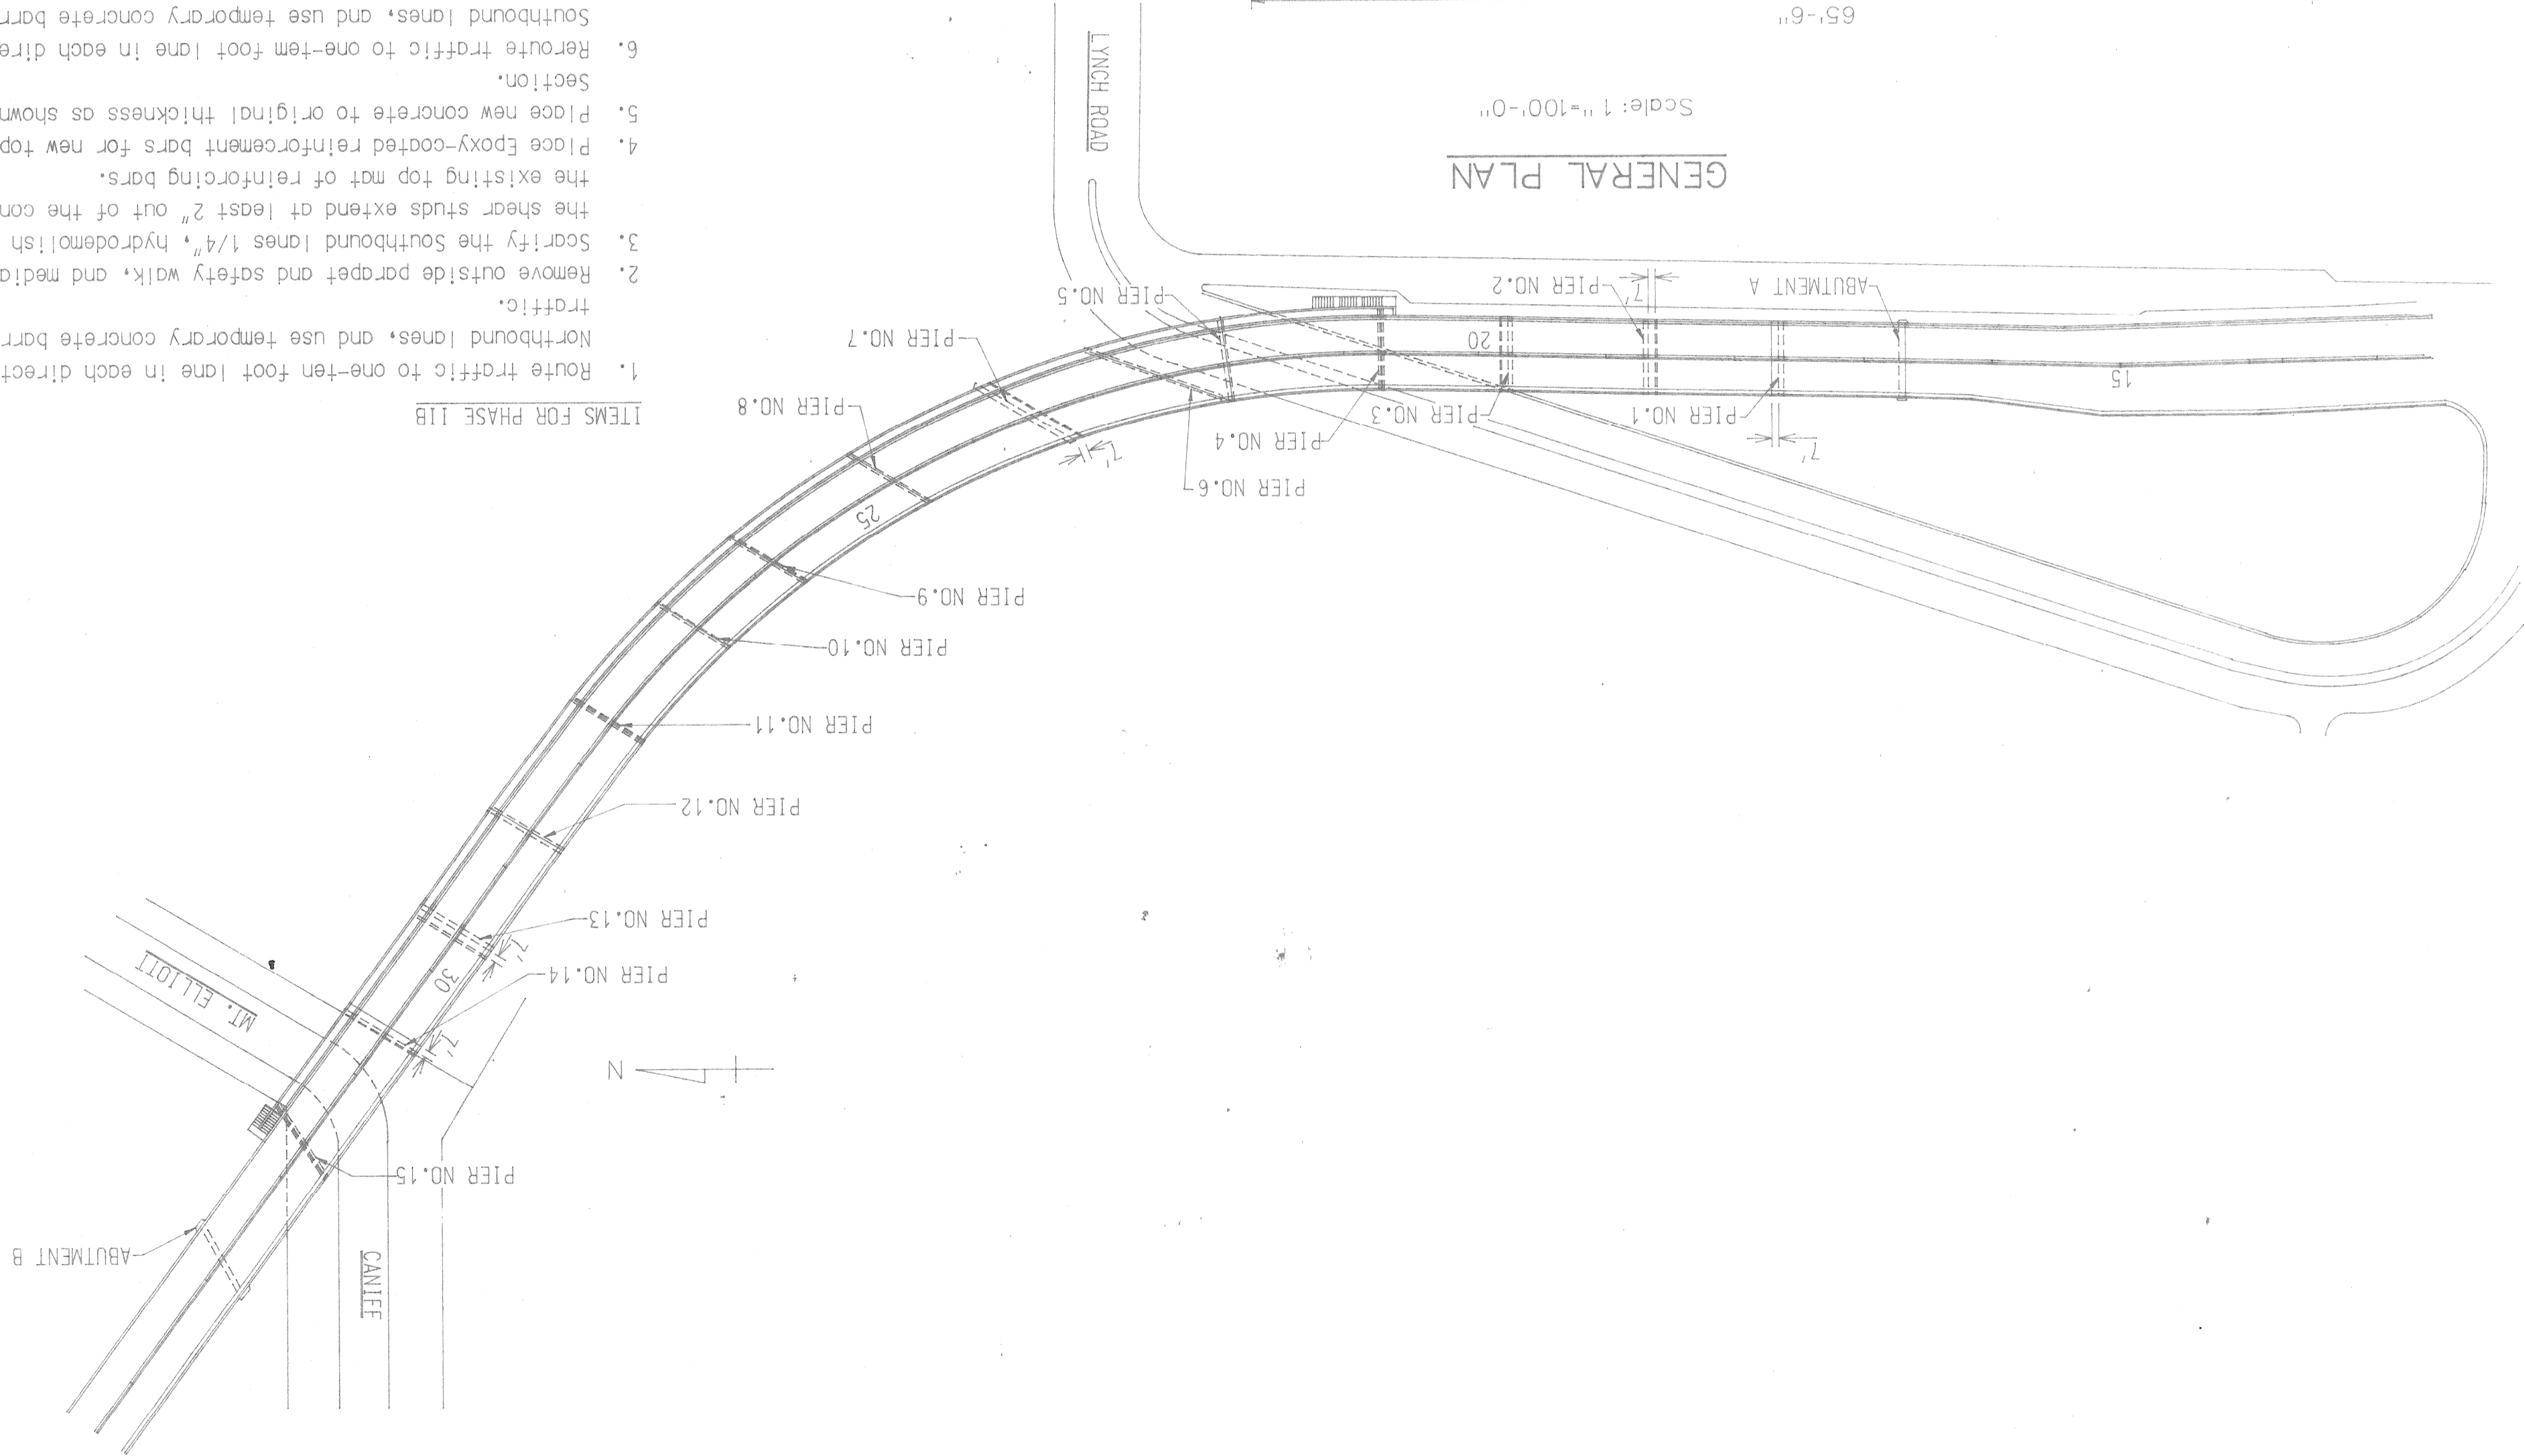 CANIFF
ABUTMENT B
PIER NO.15
N
MT. ELLIOTT
7'
PIER NO.14
30
7'
PIER NO.13
PIER NO.12
PIER NO.11
PIER NO.10
PIER NO.9
25
PIER NO.6
7'
PIER NO.8
PIER NO.4
7'
PIER NO.1
PIER NO.3
15
20
PIER NO.7
PIER NO.5
7'
PIER NO.2
ABUTMENT A
LYNCH ROAD
ITEMS FOR PHASE IIB
1. Route traffic to one-ten foot lane in each direct
Northbound lanes, and use temporary concrete barr
traffic.
2. Remove outside parapet and safety walk, and media
3. Scarify the Southbound lanes 1/4", hydrodemolish
the shear studs extend at least 2" out of the con
the existing top mat of reinforcing bars.
4. Place Epoxy-coated reinforcement bars for new top
5. Place new concrete to original thickness as shown
Section.
6. Reroute traffic to one-tem foot lane in each dire
Southbound lanes, and use temporary concrete barr
GENERAL PLAN
Scale: 1"=100'-0"
65'-6"